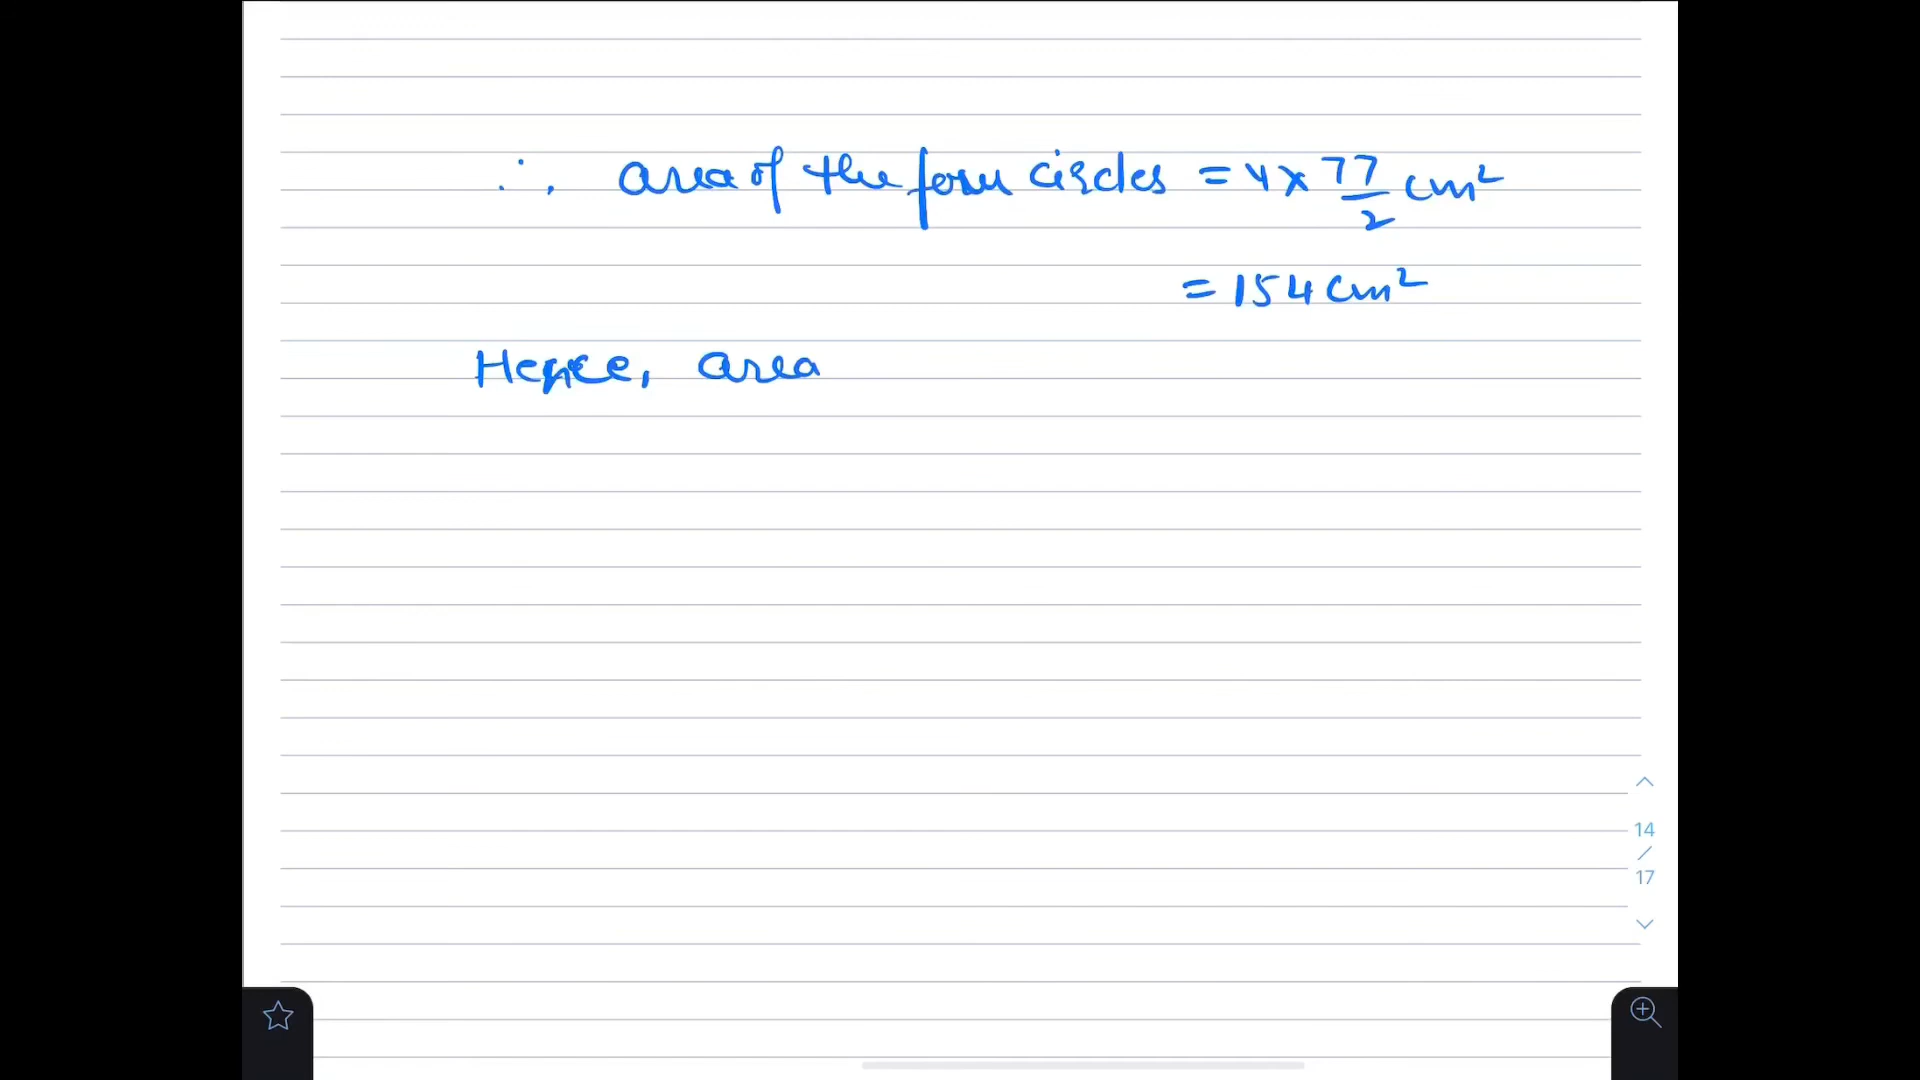 ∴ area of the four circles = 4 × 77/2 cm²
= 154 cm²
Hence, area
14
/
17